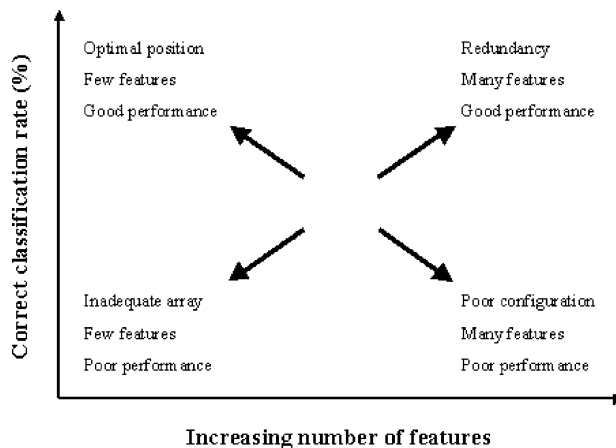 Correct classification rate (%)
Optimal position
Few features
Good performance
Redundancy
Many features
Good performance
Inadequate array
Few features
Poor performance
Poor configuration
Many features
Poor performance
Increasing number of features